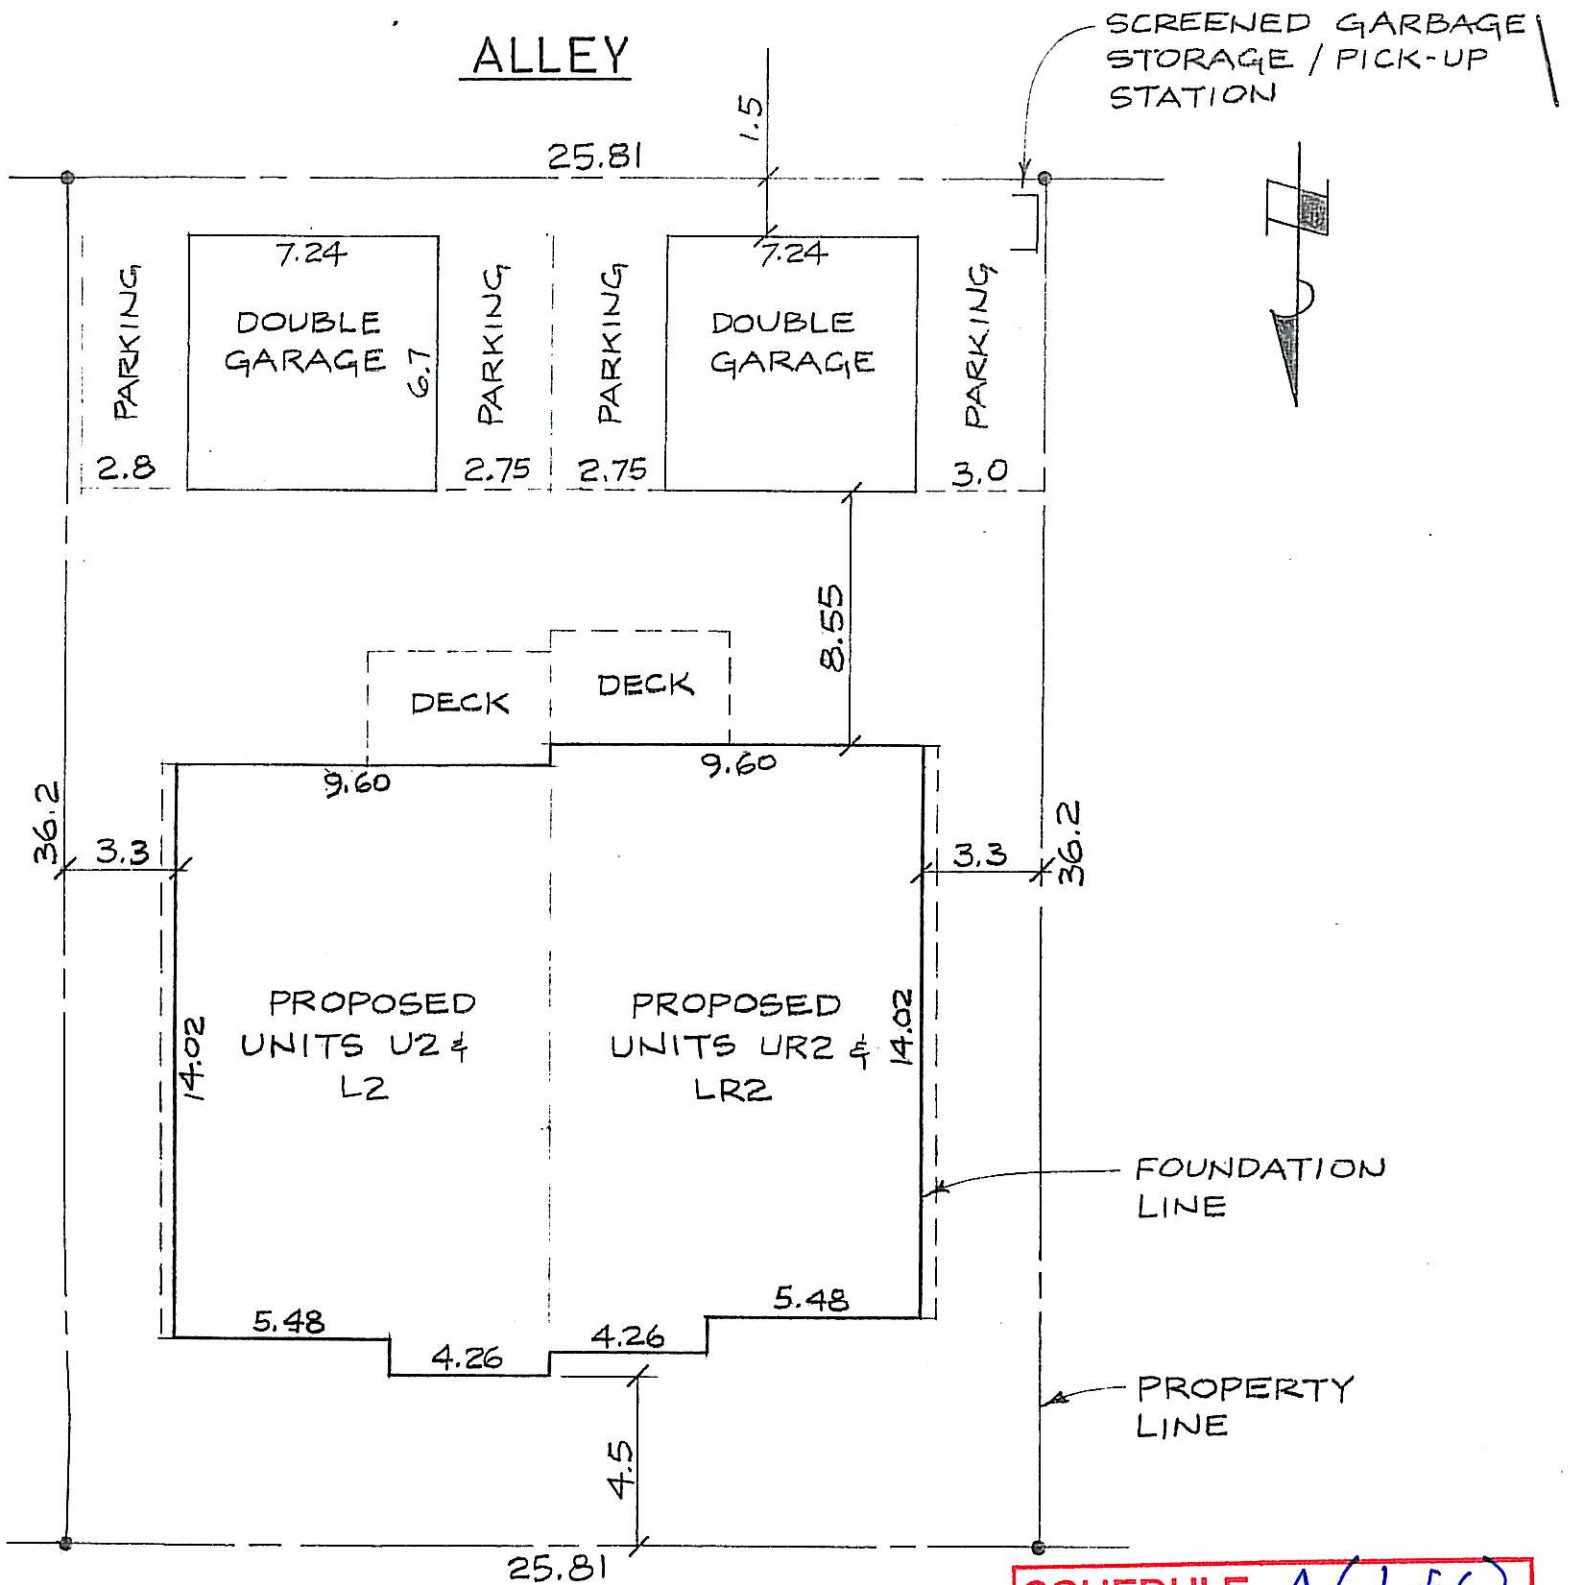 ALLEY
SCREENED GARBAGE
STORAGE / PICK-UP
STATION
1.5
25.81
7.24
7.24
PARKING
DOUBLE
GARAGE
6.7
PARKING
PARKING
DOUBLE
GARAGE
PARKING
2.8
2.75
2.75
3.0
8.55
DECK
DECK
9.60
9.60
36.2
3.3
3.3
36.2
PROPOSED
UNITS U2 &
L2
14.02
PROPOSED
UNITS UR2 &
LR2
14.02
FOUNDATION
LINE
5.48
4.26
4.26
5.48
PROPERTY
LINE
4.5
25.81
SCHEDULE A